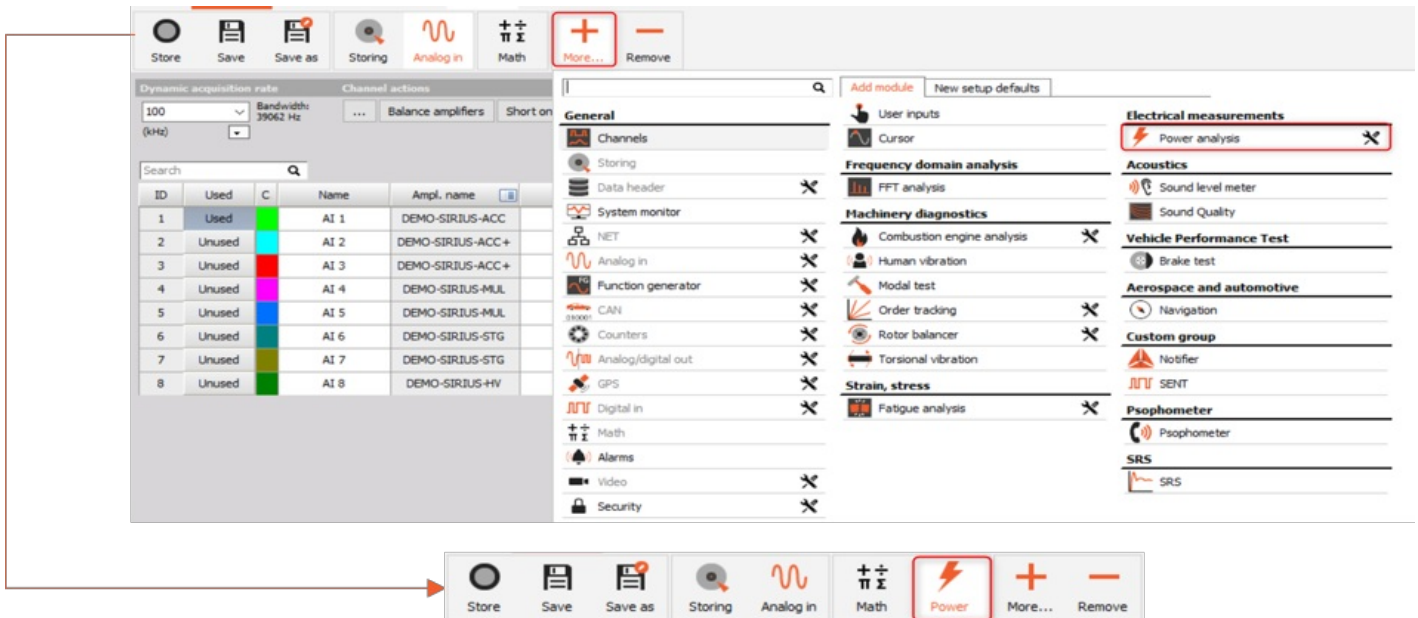 Store Save Save as Storing Analog in Math More... Remove
Dynamic acquisition rate Channel actions
100 Bandwidth: 39062 Hz ... Balance amplifiers Short on
(kHz)
Search
ID Used C Name Ampl. name
1 Used AI 1 DEMO-SIRIUS-ACC
2 Unused AI 2 DEMO-SIRIUS-ACC+
3 Unused AI 3 DEMO-SIRIUS-ACC+
4 Unused AI 4 DEMO-SIRIUS-MUL
5 Unused AI 5 DEMO-SIRIUS-MUL
6 Unused AI 6 DEMO-SIRIUS-STG
7 Unused AI 7 DEMO-SIRIUS-STG
8 Unused AI 8 DEMO-SIRIUS-HV
General
Channels
Storing
Data header
System monitor
NET
Analog in
Function generator
CAN
Counters
Analog/digital out
GPS
Digital in
Math
Alarms
Video
Security
Add module New setup defaults
User inputs
Cursor
Frequency domain analysis
FFT analysis
Machinery diagnostics
Combustion engine analysis
Human vibration
Modal test
Order tracking
Rotor balancer
Torsional vibration
Strain, stress
Fatigue analysis
Electrical measurements
Power analysis
Acoustics
Sound level meter
Sound Quality
Vehicle Performance Test
Brake test
Aerospace and automotive
Navigation
Custom group
Notifier
SENT
Psophometer
Psophometer
SRS
SRS
Store Save Save as Storing Analog in Math Power More... Remove